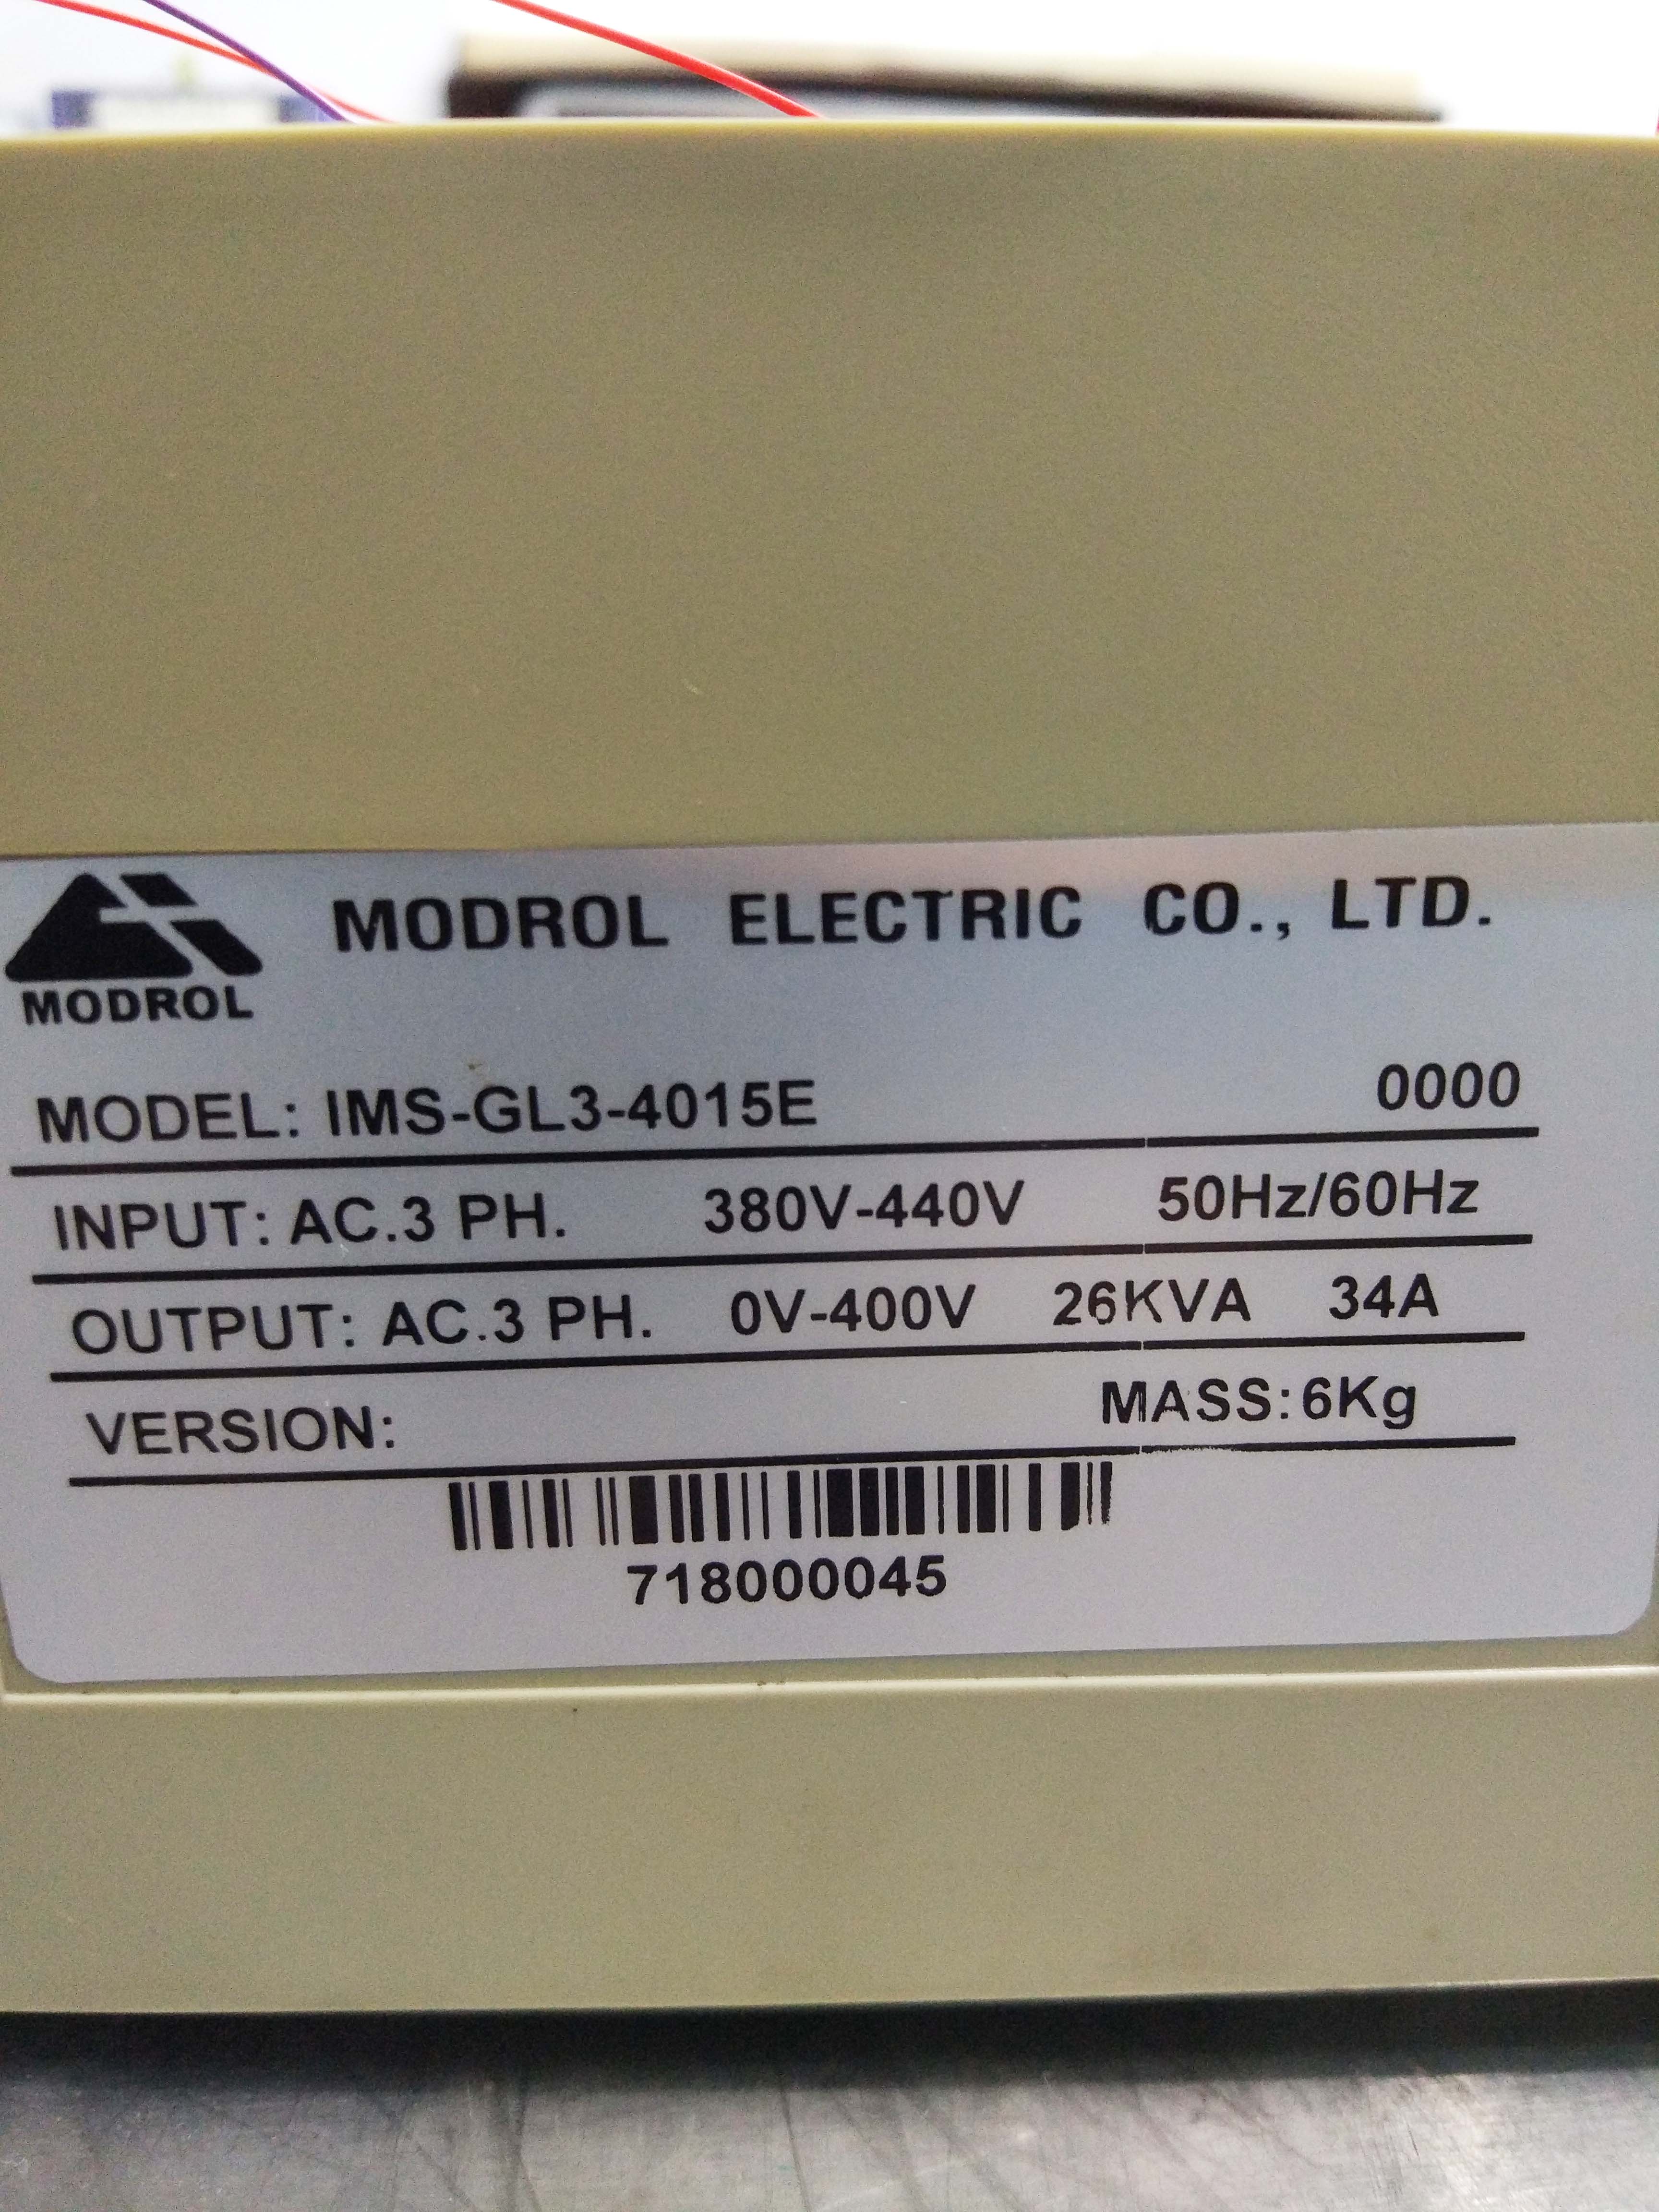 MODROL ELECTRIC CO., LTD.
MODROL
MODEL: IMS-GL3-4015E 0000
INPUT: AC.3 PH. 380V-440V 50Hz/60Hz
OUTPUT: AC.3 PH. 0V-400V 26KVA 34A
VERSION: MASS:6Kg
718000045